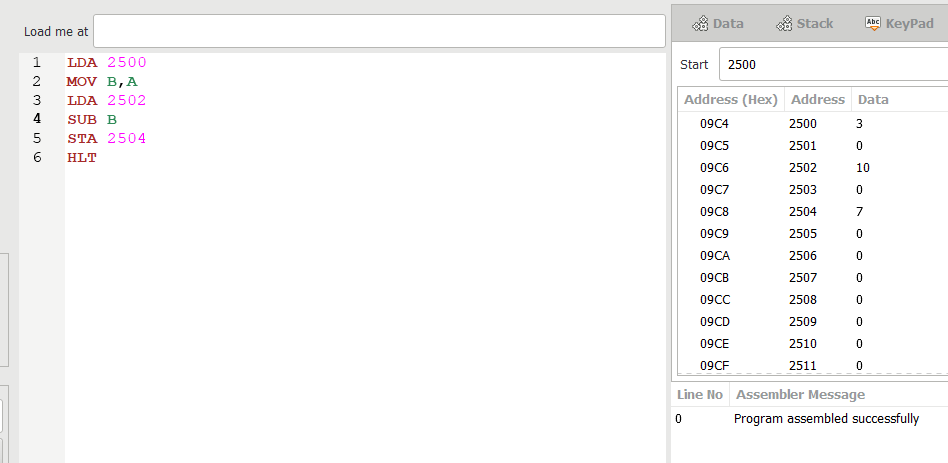 Load me at
1 LDA 2500
2 MOV B,A
3 LDA 2502
4 SUB B
5 STA 2504
6 HLT
Data Stack Abc KeyPad
Start 2500
Address (Hex) Address Data
09C4 2500 3
09C5 2501 0
09C6 2502 10
09C7 2503 0
09C8 2504 7
09C9 2505 0
09CA 2506 0
09CB 2507 0
09CC 2508 0
09CD 2509 0
09CE 2510 0
09CF 2511 0
Line No Assembler Message
0 Program assembled successfully